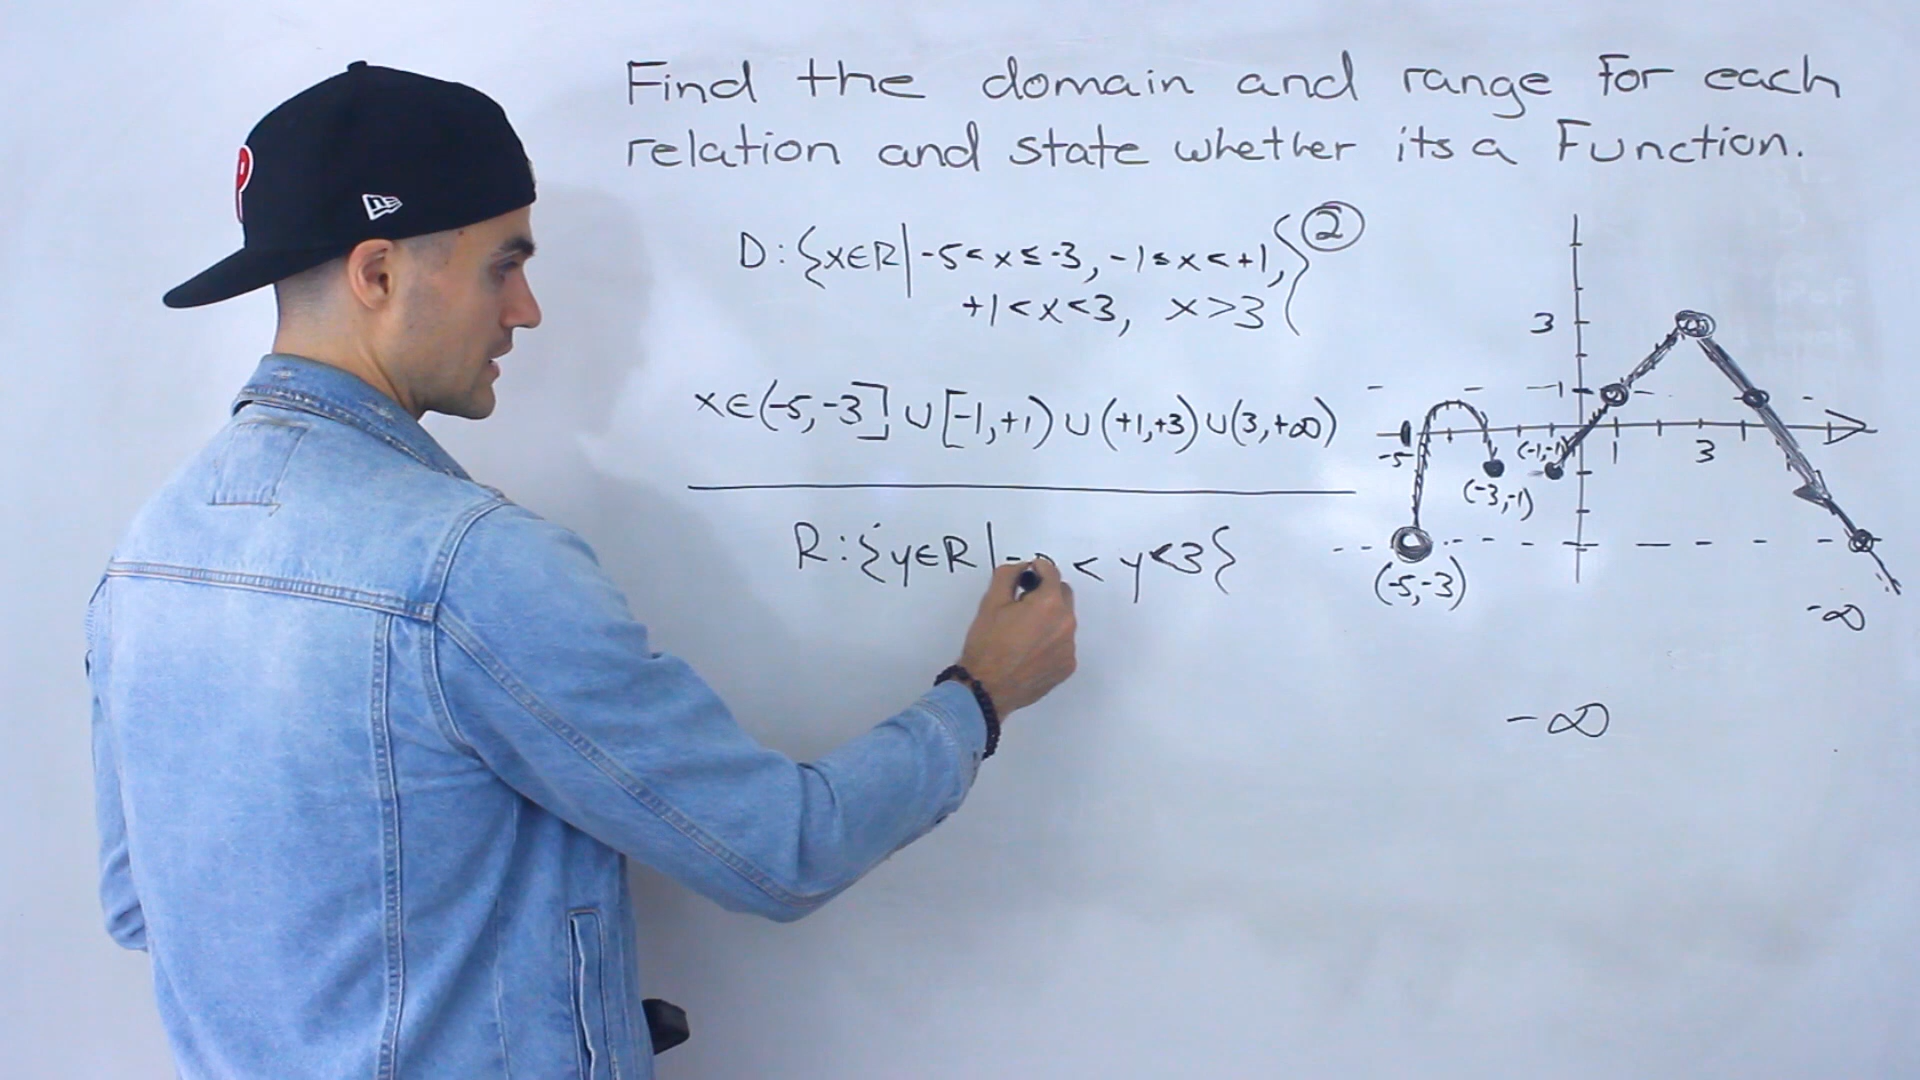 Find the domain and range for each
relation and state whether its a Function.
D:{x∈R|-5<x≤-3, -1≤x<+1,
+1<x<3, x>3}
2
x∈(-5,-3]∪[-1,+1)∪(+1,+3)∪(3,+∞)
R:{y∈R|-∞<y<3}
3
1
-5
(-1,-1)
1
3
(-3,-1)
(-5,-3)
-∞
-∞
P